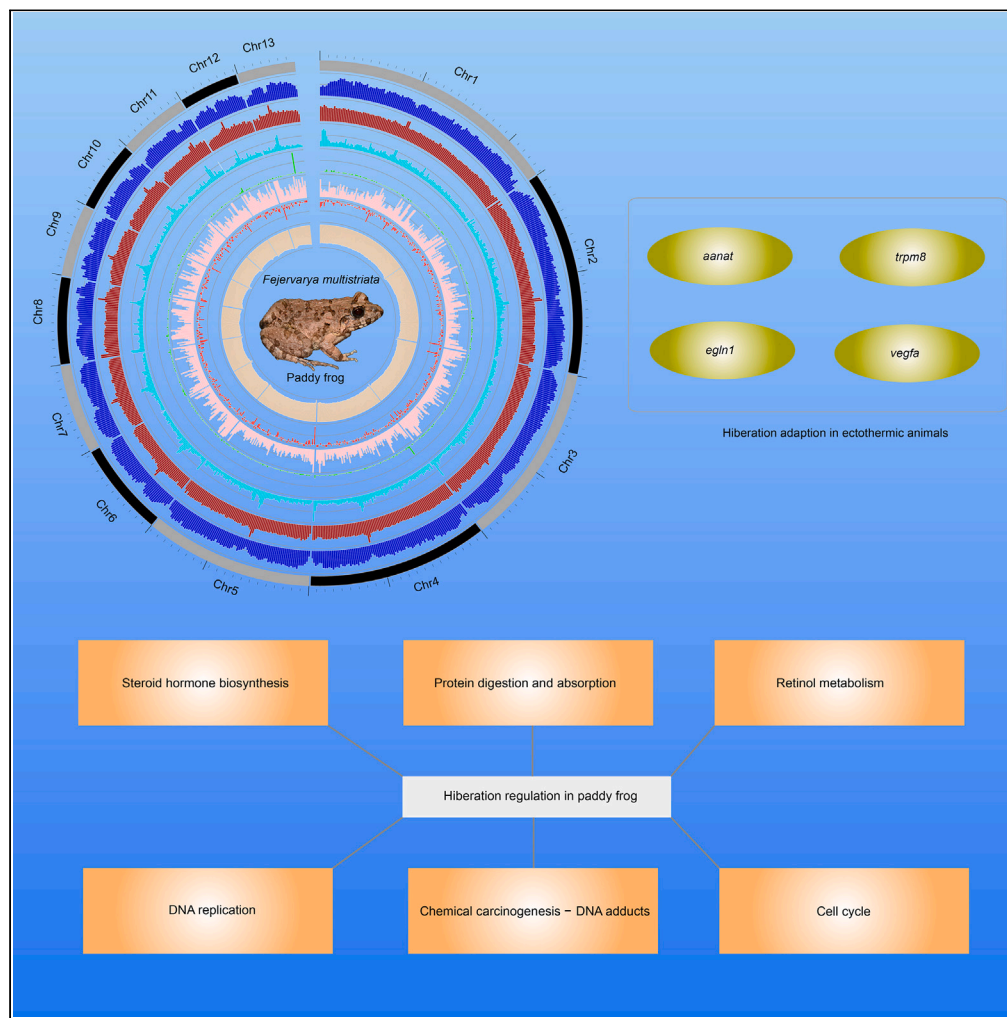 Chr1
Chr2
Chr3
Chr4
Chr5
Chr6
Chr7
Chr8
Chr9
Chr10
Chr11
Chr12
Chr13
Fejervarya multistriata
Paddy frog
aanat
trpm8
egln1
vegfa
Hiberation adaption in ectothermic animals
Steroid hormone biosynthesis
Protein digestion and absorption
Retinol metabolism
Hiberation regulation in paddy frog
DNA replication
Chemical carcinogenesis − DNA adducts
Cell cycle